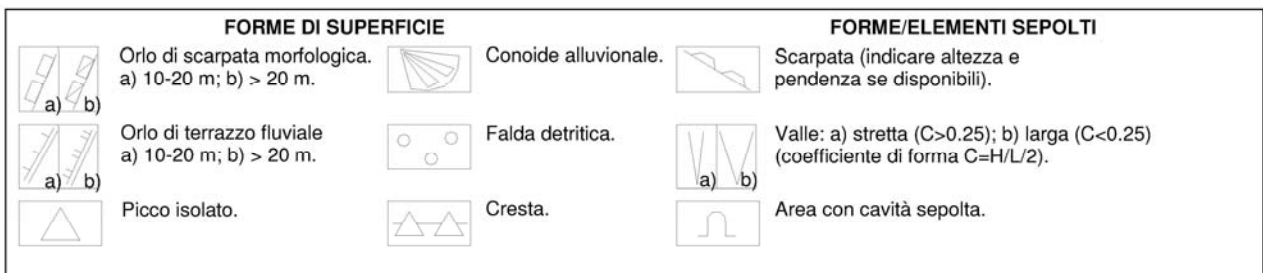 FORME DI SUPERFICIE
FORME/ELEMENTI SEPOLTI
a) b)
Orlo di scarpata morfologica.
a) 10-20 m; b) > 20 m.
Conoide alluvionale.
Scarpata (indicare altezza e
pendenza se disponibili).
a) b)
Orlo di terrazzo fluviale
a) 10-20 m; b) > 20 m.
Falda detritica.
a) b)
Valle: a) stretta (C>0.25); b) larga (C<0.25)
(coefficiente di forma C=H/L/2).
Picco isolato.
Cresta.
Area con cavità sepolta.